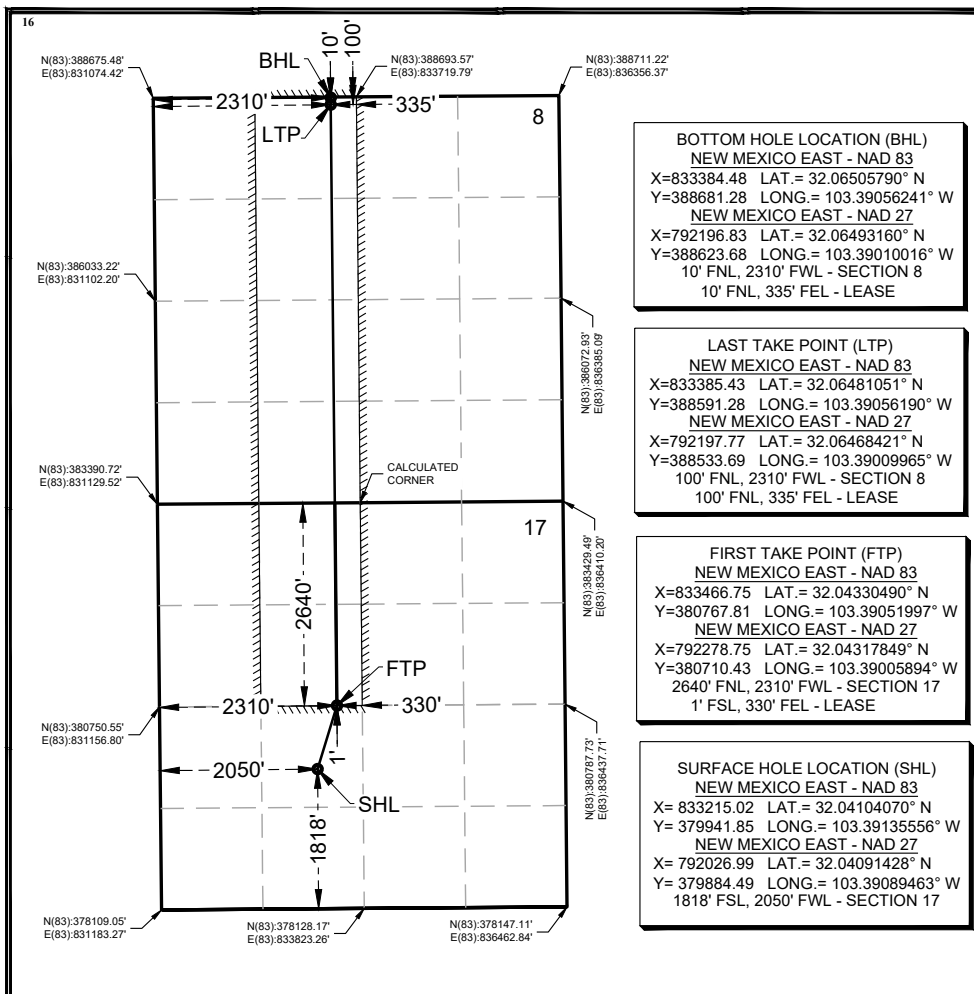 16
N(83):388675.48'
E(83):831074.42'
BHL
10'
100'
N(83):388693.57'
E(83):833719.79'
N(83):388711.22'
E(83):836356.37'
2310'
335'
8
LTP
N(83):386033.22'
E(83):831102.20'
N(83):386072.93'
E(83):836385.09'
N(83):383390.72'
E(83):831129.52'
CALCULATED
CORNER
17
N(83):383429.49'
E(83):836410.20'
2640'
FTP
2310'
330'
N(83):380750.55'
E(83):831156.80'
N(83):380787.73'
E(83):836437.71'
1'
2050'
SHL
1818'
N(83):378109.05'
E(83):831183.27'
N(83):378128.17'
E(83):833823.26'
N(83):378147.11'
E(83):836462.84'
BOTTOM HOLE LOCATION (BHL)
NEW MEXICO EAST - NAD 83
X=833384.48 LAT.= 32.06505790° N
Y=388681.28 LONG.= 103.39056241° W
NEW MEXICO EAST - NAD 27
X=792196.83 LAT.= 32.06493160° N
Y=388623.68 LONG.= 103.39010016° W
10' FNL, 2310' FWL - SECTION 8
10' FNL, 335' FEL - LEASE
LAST TAKE POINT (LTP)
NEW MEXICO EAST - NAD 83
X=833385.43 LAT.= 32.06481051° N
Y=388591.28 LONG.= 103.39056190° W
NEW MEXICO EAST - NAD 27
X=792197.77 LAT.= 32.06468421° N
Y=388533.69 LONG.= 103.39009965° W
100' FNL, 2310' FWL - SECTION 8
100' FNL, 335' FEL - LEASE
FIRST TAKE POINT (FTP)
NEW MEXICO EAST - NAD 83
X=833466.75 LAT.= 32.04330490° N
Y=380767.81 LONG.= 103.39051997° W
NEW MEXICO EAST - NAD 27
X=792278.75 LAT.= 32.04317849° N
Y=380710.43 LONG.= 103.39005894° W
2640' FNL, 2310' FWL - SECTION 17
1' FSL, 330' FEL - LEASE
SURFACE HOLE LOCATION (SHL)
NEW MEXICO EAST - NAD 83
X= 833215.02 LAT.= 32.04104070° N
Y= 379941.85 LONG.= 103.39135556° W
NEW MEXICO EAST - NAD 27
X= 792026.99 LAT.= 32.04091428° N
Y= 379884.49 LONG.= 103.39089463° W
1818' FSL, 2050' FWL - SECTION 17